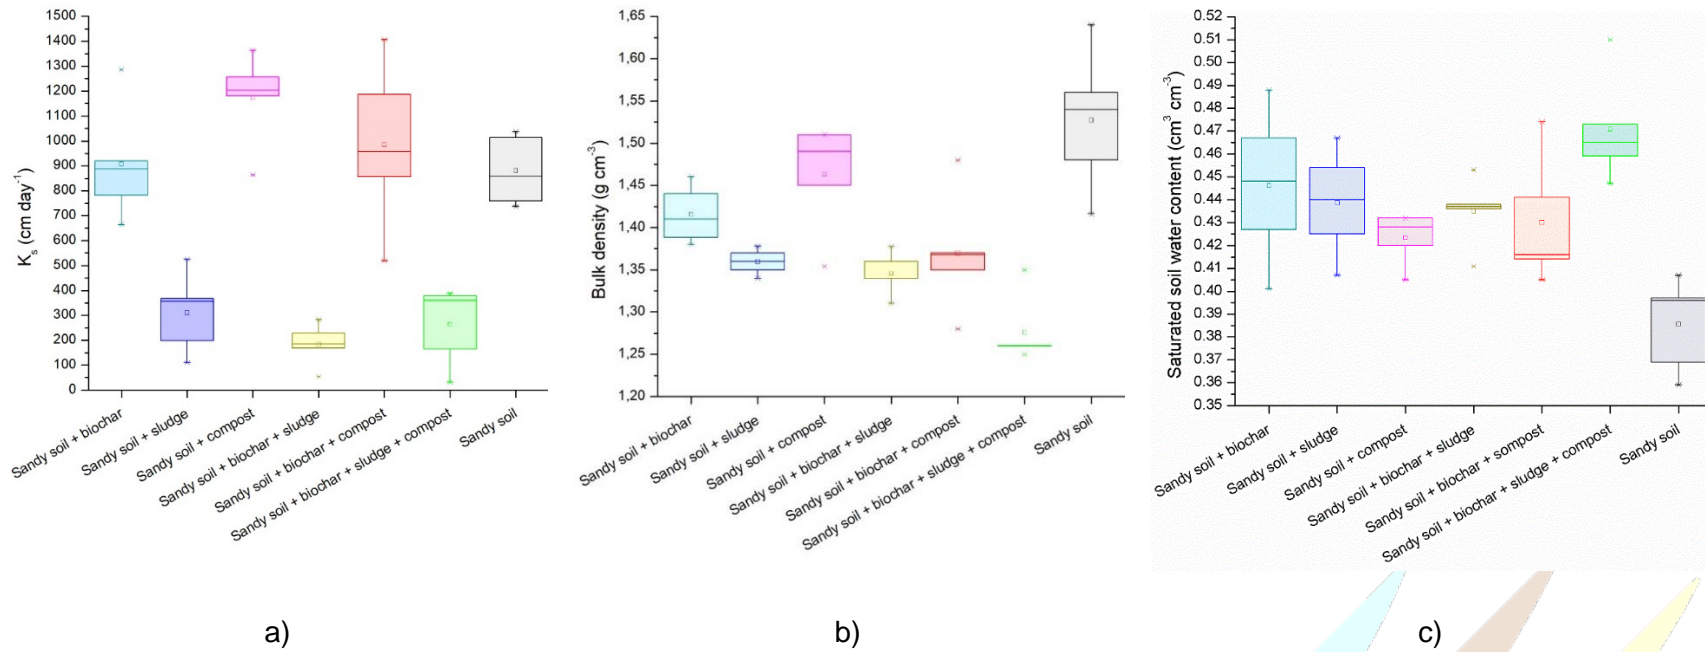 K_s (cm day^-1)
1500
1400
1300
1200
1100
1000
900
800
700
600
500
400
300
200
100
0
Sandy soil + biochar
Sandy soil + sludge
Sandy soil + compost
Sandy soil + biochar + sludge
Sandy soil + biochar + compost
Sandy soil + biochar + sludge + compost
Sandy soil
a)
Bulk density (g cm^-3)
1,65
1,60
1,55
1,50
1,45
1,40
1,35
1,30
1,25
1,20
Sandy soil + biochar
Sandy soil + sludge
Sandy soil + compost
Sandy soil + biochar + sludge
Sandy soil + biochar + compost
Sandy soil + biochar + sludge + compost
Sandy soil
b)
Saturated soil water content (cm^3 cm^-3)
0.52
0.51
0.50
0.49
0.48
0.47
0.46
0.45
0.44
0.43
0.42
0.41
0.40
0.39
0.38
0.37
0.36
0.35
Sandy soil + biochar
Sandy soil + sludge
Sandy soil + compost
Sandy soil + biochar + sludge
Sandy soil + biochar + sompost
Sandy soil + biochar + sludge + compost
Sandy soil
c)